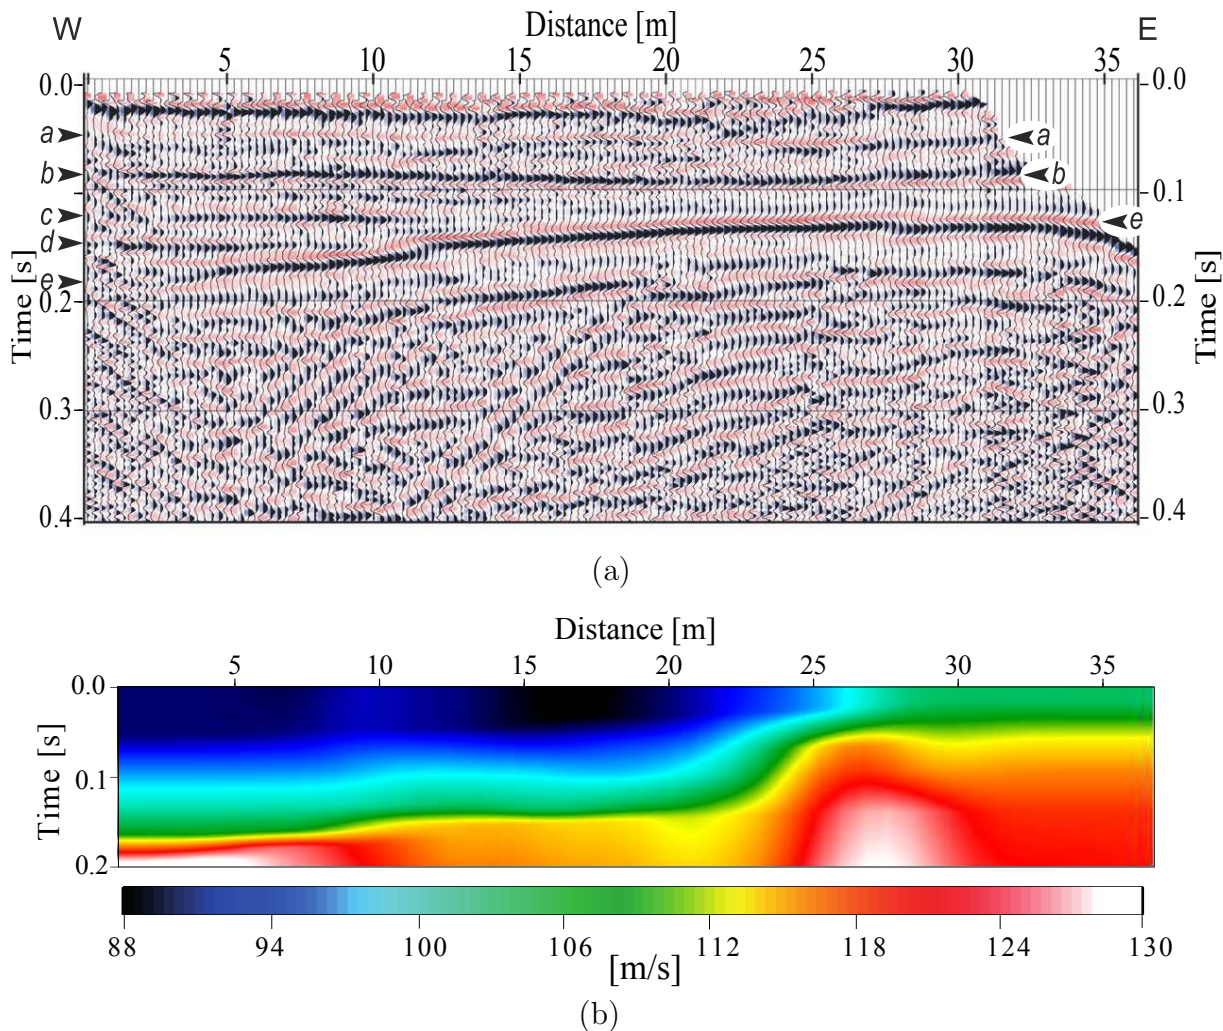 W Distance [m] E
5 10 15 20 25 30 35
0.0 0.0
a a
b b
0.1
c e
d
e
0.2 0.2
Time [s] Time [s]
0.3 0.3
0.4 0.4
(a)
Distance [m]
5 10 15 20 25 30 35
0.0
0.1
0.2
Time [s]
88 94 100 106 112 118 124 130
[m/s]
(b)